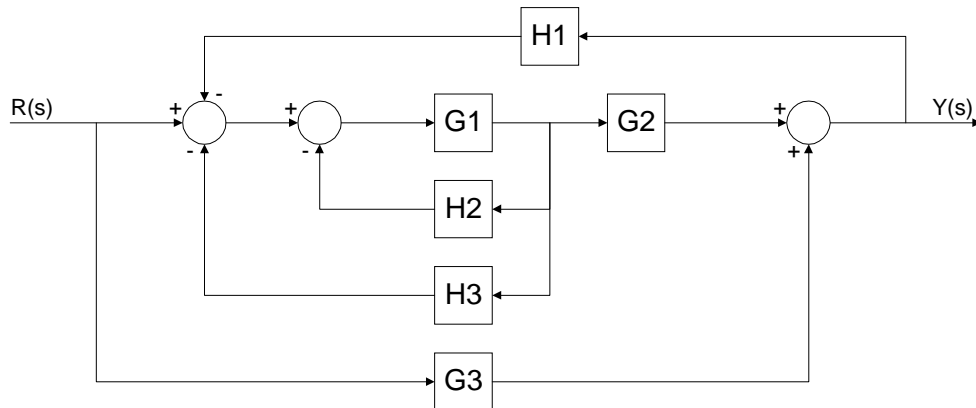 H1
-
R(s) + + G1 G2 + Y(s)
- - +
H2
H3
G3